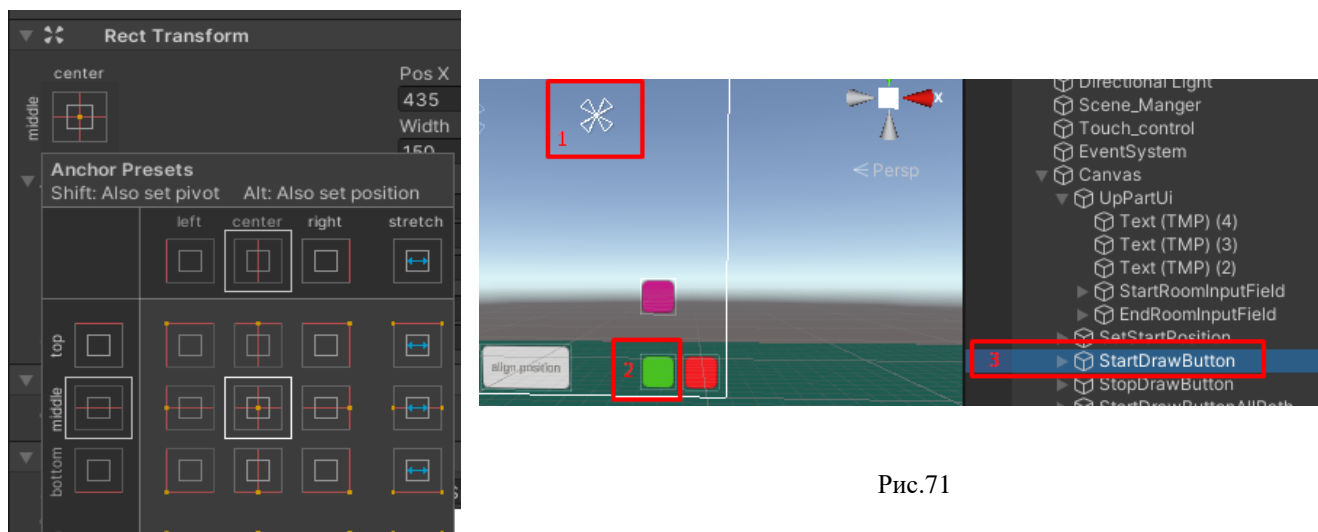 Rect Transform
center
Pos X
middle
435
Width
150
Anchor Presets
Shift: Also set pivot Alt: Also set position
left center right stretch
top
middle
bottom
1
X
< Persp
align position
2
Directional Light
Scene_Manger
Touch_control
EventSystem
Canvas
UpPartUi
Text (TMP) (4)
Text (TMP) (3)
Text (TMP) (2)
StartRoomInputField
EndRoomInputField
SetStartPosition
3 StartDrawButton
StopDrawButton
StartDrawButtonAllPath
Рис.71